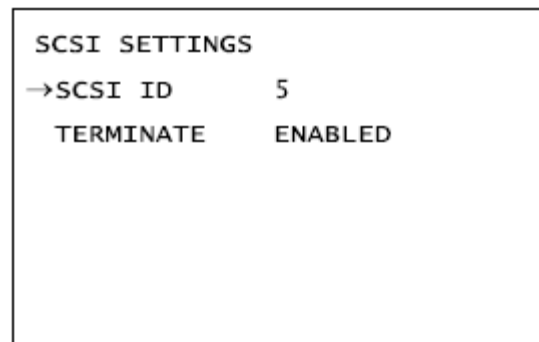 SCSI SETTINGS
→SCSI ID 5
TERMINATE ENABLED